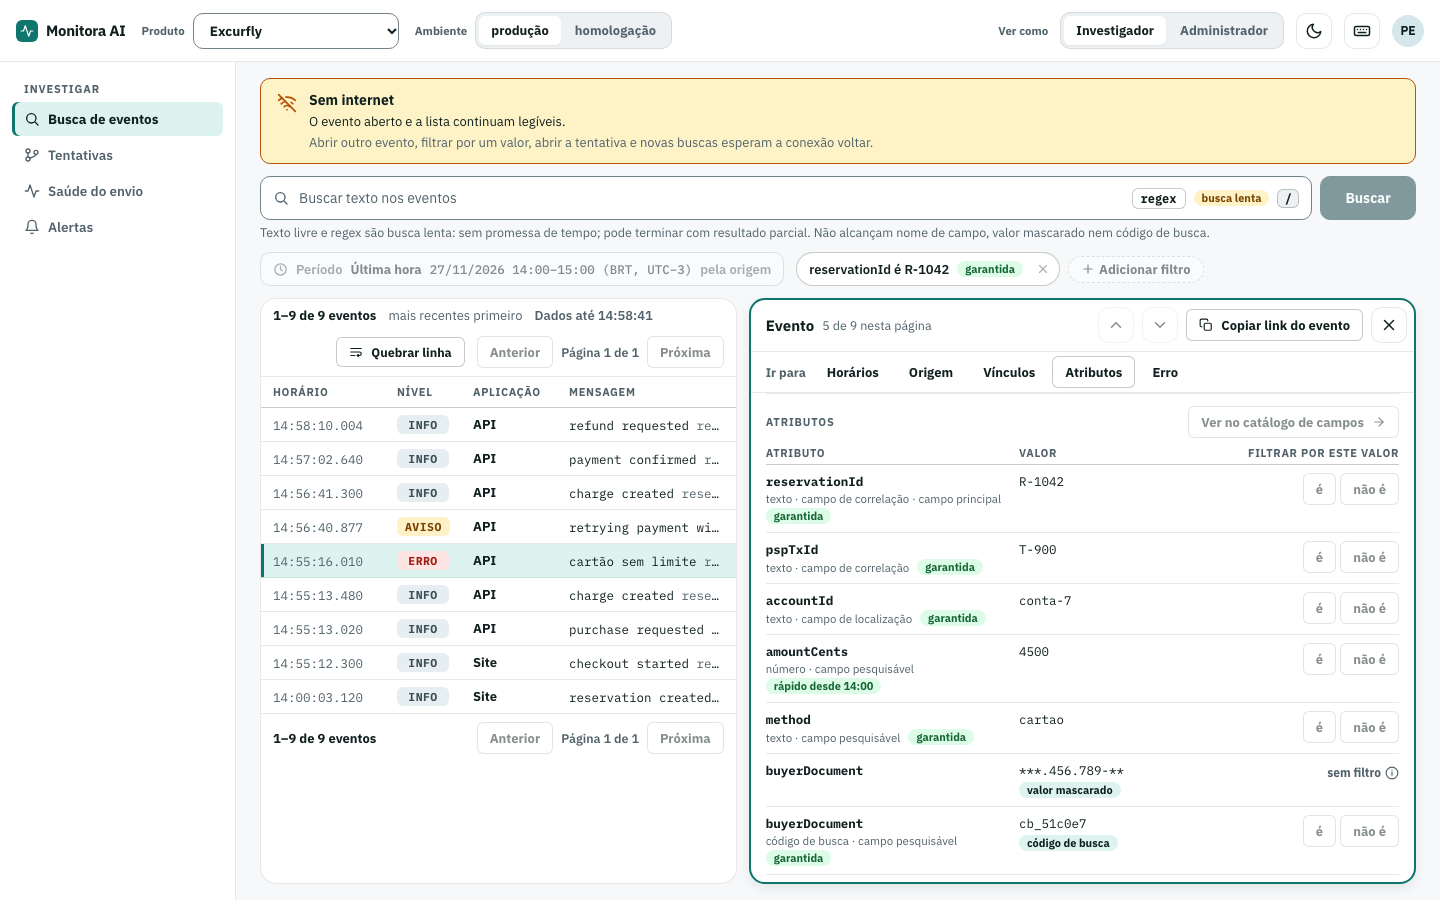 Monitora AI
Produto
Excurfly
Ambiente
produção
homologação
Ver como
Investigador
Administrador
PE
INVESTIGAR
Busca de eventos
Tentativas
Saúde do envio
Alertas
Sem internet
O evento aberto e a lista continuam legíveis.
Abrir outro evento, filtrar por um valor, abrir a tentativa e novas buscas esperam a conexão voltar.
Buscar texto nos eventos
regex
busca lenta
/
Buscar
Texto livre e regex são busca lenta: sem promessa de tempo; pode terminar com resultado parcial. Não alcançam nome de campo, valor mascarado nem código de busca.
Período Última hora 27/11/2026 14:00–15:00 (BRT, UTC−3) pela origem
reservationId é R-1042 garantida
Adicionar filtro
1–9 de 9 eventos mais recentes primeiro Dados até 14:58:41
Quebrar linha
Anterior
Página 1 de 1
Próxima
HORÁRIO NÍVEL APLICAÇÃO MENSAGEM
14:58:10.004 INFO API refund requested re…
14:57:02.640 INFO API payment confirmed r…
14:56:41.300 INFO API charge created rese…
14:56:40.877 AVISO API retrying payment wi…
14:55:16.010 ERRO API cartão sem limite r…
14:55:13.480 INFO API charge created rese…
14:55:13.020 INFO API purchase requested …
14:55:12.300 INFO Site checkout started re…
14:00:03.120 INFO Site reservation created…
1–9 de 9 eventos
Anterior
Página 1 de 1
Próxima
Evento 5 de 9 nesta página
Copiar link do evento
Ir para
Horários
Origem
Vínculos
Atributos
Erro
ATRIBUTOS
Ver no catálogo de campos
ATRIBUTO VALOR FILTRAR POR ESTE VALOR
reservationId R-1042 é não é
texto · campo de correlação · campo principal
garantida
pspTxId T-900 é não é
texto · campo de correlação garantida
accountId conta-7 é não é
texto · campo de localização garantida
amountCents 4500 é não é
número · campo pesquisável
rápido desde 14:00
method cartao é não é
texto · campo pesquisável garantida
buyerDocument ***.456.789-** sem filtro
valor mascarado
buyerDocument cb_51c0e7 é não é
código de busca · campo pesquisável código de busca
garantida